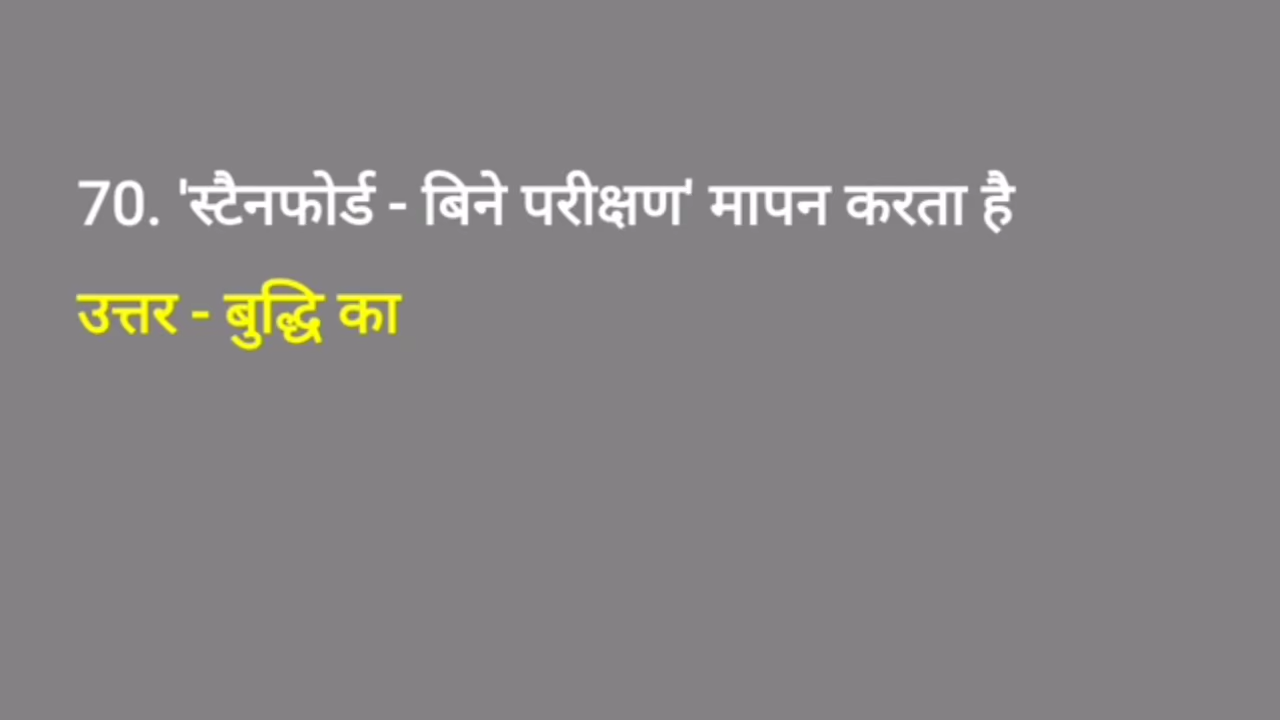 70. 'स्टैनफोर्ड - बिने परीक्षण' मापन करता है
उत्तर - बुद्धि का